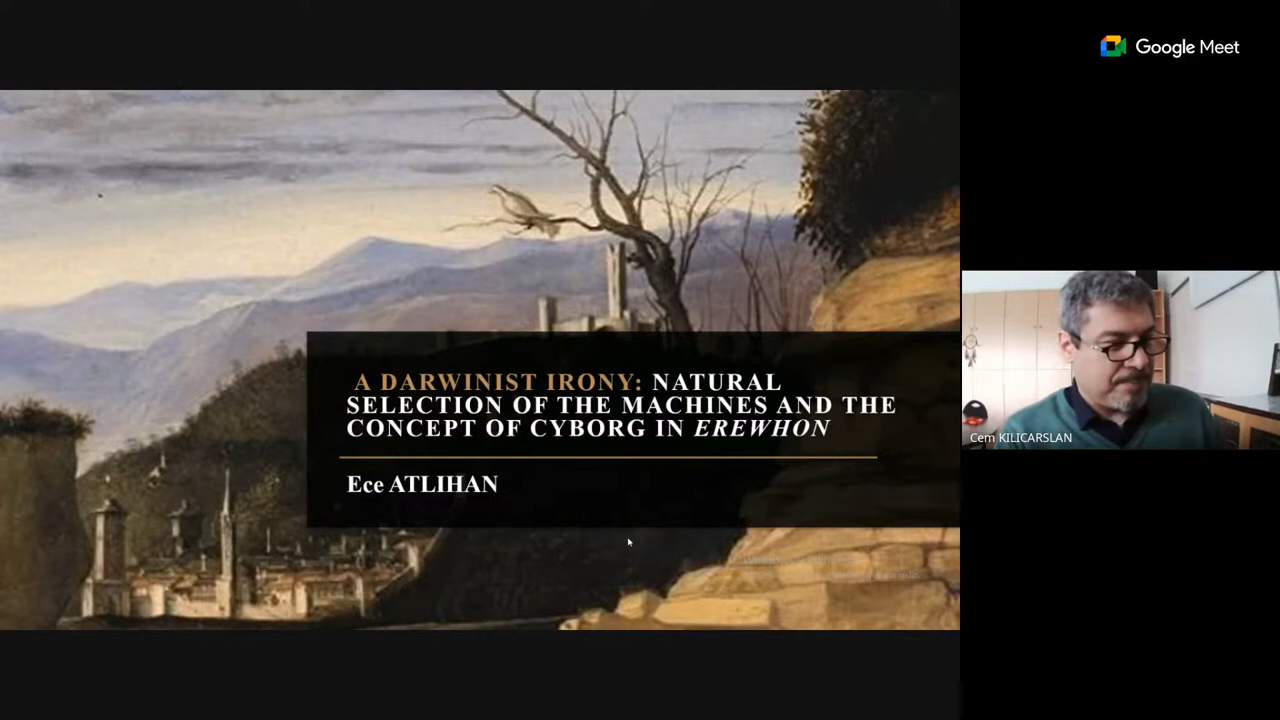 Google Meet
A DARWINIST IRONY: NATURAL
SELECTION OF THE MACHINES AND THE
CONCEPT OF CYBORG IN EREWHON
Ece ATLIHAN
Cem KILICARSLAN